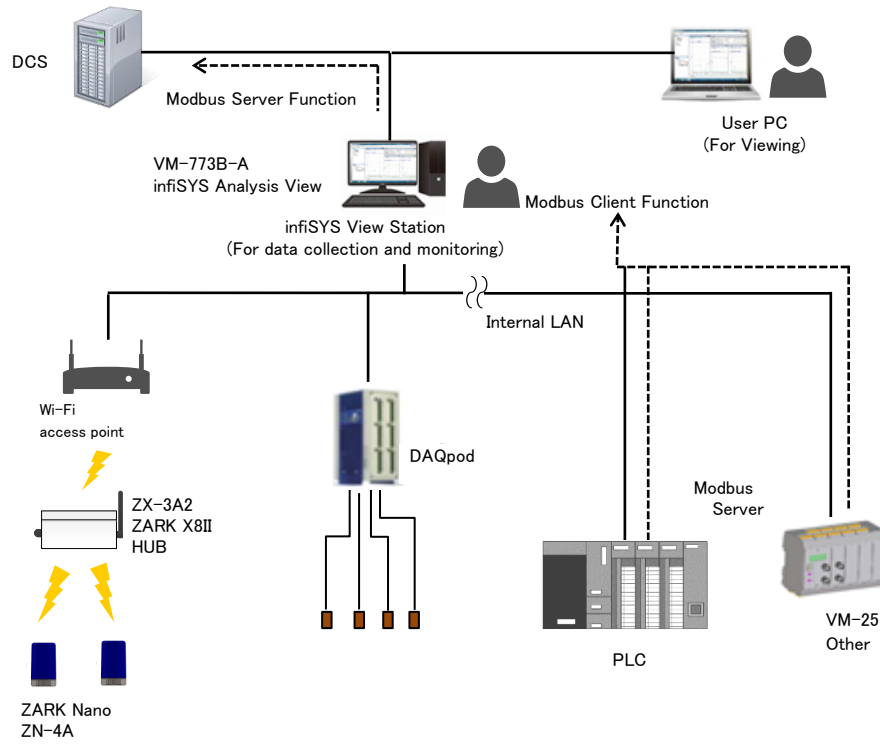 DCS
Modbus Server Function
User PC
(For Viewing)
VM-773B-A
infiSYS Analysis View
Modbus Client Function
infiSYS View Station
(For data collection and monitoring)
Internal LAN
Wi-Fi
access point
DAQpod
ZX-3A2
ZARK X8II
HUB
Modbus
Server
VM-25
Other
PLC
ZARK Nano
ZN-4A